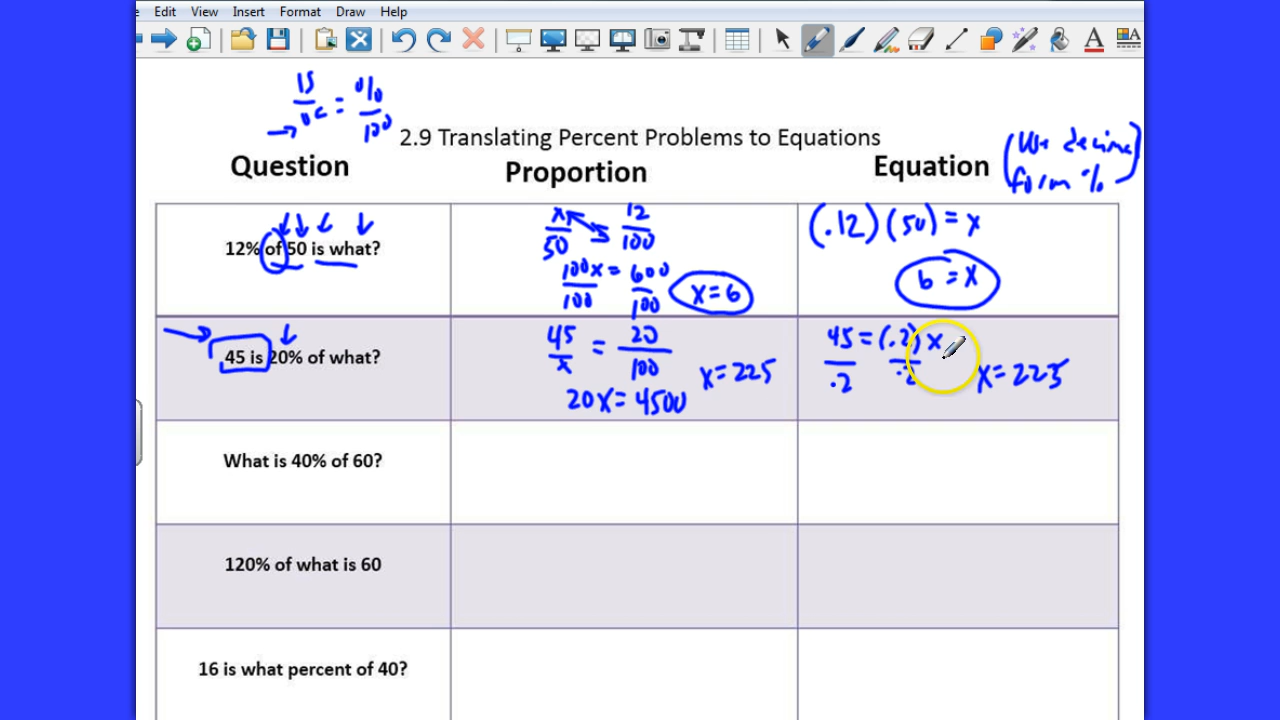 Edit View Insert Format Draw Help
is/of = %/100
2.9 Translating Percent Problems to Equations
Question Proportion Equation
(Use decimal
form %)
12% of 50 is what?
x/50 = 12/100
100x/100 = 600/100
x=6
(.12)(50)=x
6=x
45 is 20% of what?
45/x = 20/100
20x=4500
x=225
45/.2=(.2)x/.2
x=225
What is 40% of 60?
120% of what is 60
16 is what percent of 40?